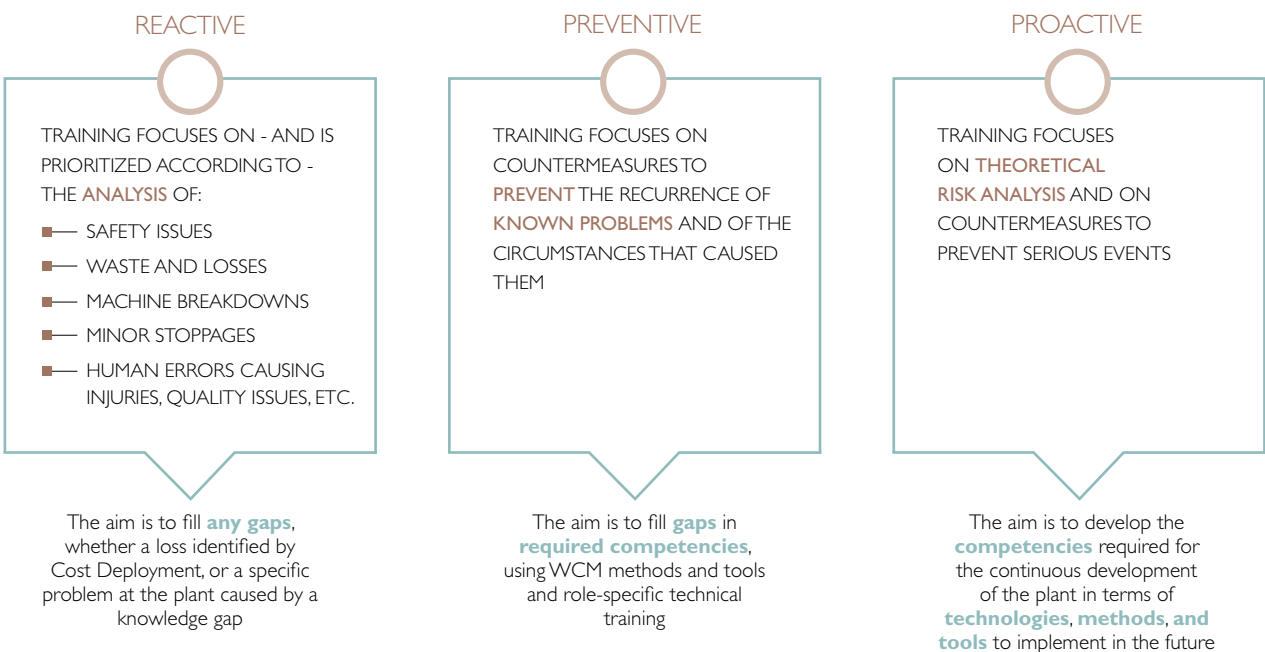 REACTIVE
TRAINING FOCUSES ON - AND IS
PRIORITIZED ACCORDING TO -
THE ANALYSIS OF:
SAFETY ISSUES
WASTE AND LOSSES
MACHINE BREAKDOWNS
MINOR STOPPAGES
HUMAN ERRORS CAUSING
INJURIES, QUALITY ISSUES, ETC.
The aim is to fill any gaps,
whether a loss identified by
Cost Deployment, or a specific
problem at the plant caused by a
knowledge gap
PREVENTIVE
TRAINING FOCUSES ON
COUNTERMEASURES TO
PREVENT THE RECURRENCE OF
KNOWN PROBLEMS AND OF THE
CIRCUMSTANCES THAT CAUSED
THEM
The aim is to fill gaps in
required competencies,
using WCM methods and tools
and role-specific technical
training
PROACTIVE
TRAINING FOCUSES
ON THEORETICAL
RISK ANALYSIS AND ON
COUNTERMEASURES TO
PREVENT SERIOUS EVENTS
The aim is to develop the
competencies required for
the continuous development
of the plant in terms of
technologies, methods, and
tools to implement in the future